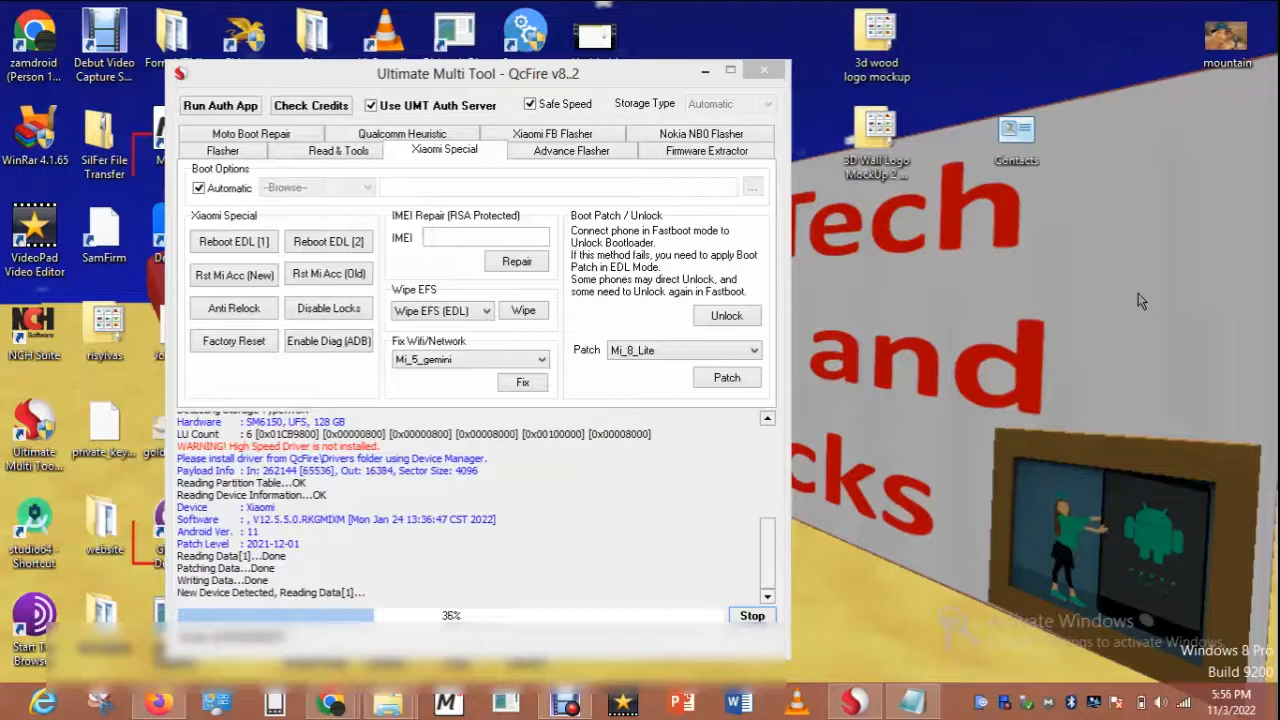 zamdroid
(Person 1...
Debut Video
Capture S...
3d wood
logo mockup
mountain
Ultimate Multi Tool - QcFire v8..2
Run Auth App
Check Credits
Use UMT Auth Server
Safe Speed
Storage Type
Automatic
Moto Boot Repair
Qualcomm Heuristic
Xiaomi FB Flasher
Nokia NB0 Flasher
Flasher
Read & Tools
Xiaomi Special
Advance Flasher
Firmware Extractor
WinRar 4.1.65
SilFer File
Transfer
3D Wall Logo
MockUp 2 ...
Contacts
Boot Options
Automatic
--Browse--
...
Xiaomi Special
Reboot EDL [1]
Reboot EDL [2]
Rst Mi Acc (New)
Rst Mi Acc (Old)
Anti Relock
Disable Locks
Factory Reset
Enable Diag (ADB)
IMEI Repair (RSA Protected)
IMEI
Repair
Wipe EFS
Wipe EFS (EDL)
Wipe
Fix Wifi/Network
Mi_5_gemini
Fix
Boot Patch / Unlock
Connect phone in Fastboot mode to
Unlock Bootloader.
If this method fails, you need to apply Boot
Patch in EDL Mode.
Some phones may direct Unlock, and
some need to Unlock again in Fastboot.
Unlock
Patch
Mi_8_Lite
Patch
VideoPad
Video Editor
SamFirm
Tech
and
cks
NCH
NCH Suite
risylvas
Hardware : SM6150, UFS, 128 GB
LU Count : 6 [0x01CB9800] [0x00000800] [0x00000800] [0x00008000] [0x00100000] [0x00008000]
WARNING! High Speed Driver is not installed.
Please install driver from QcFire\Drivers folder using Device Manager.
Payload Info : In: 262144 [65536], Out: 16384, Sector Size: 4096
Reading Partition Table...OK
Reading Device Information...OK
Device : Xiaomi
Software : , V12.5.5.0.RKGMIXM [Mon Jan 24 13:36:47 CST 2022]
Android Ver. : 11
Patch Level : 2021-12-01
Reading Data[1]...Done
Patching Data...Done
Writing Data...Done
New Device Detected, Reading Data[1]...
36%
Stop
Ultimate
Multi Too...
private_key...
studio64 -
Shortcut
website
Start T
Brows
Activate Windows
to activate Windows.
Windows 8 Pro
Build 9200
5:56 PM
11/3/2022